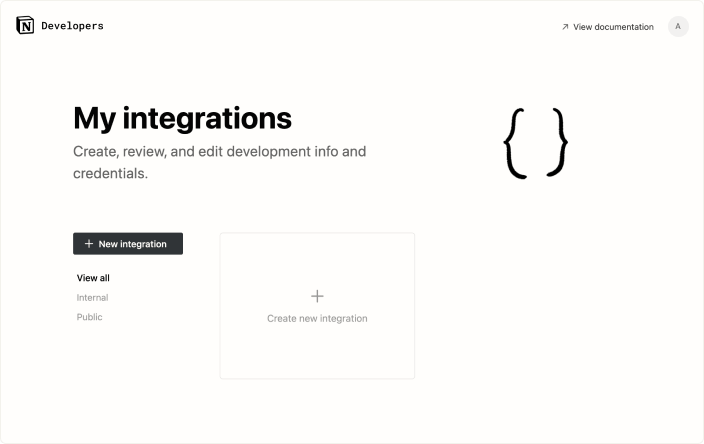 N Developers
View documentation
A
My integrations
Create, review, and edit development info and
credentials.
{ }
New integration
View all
Internal
Public
Create new integration